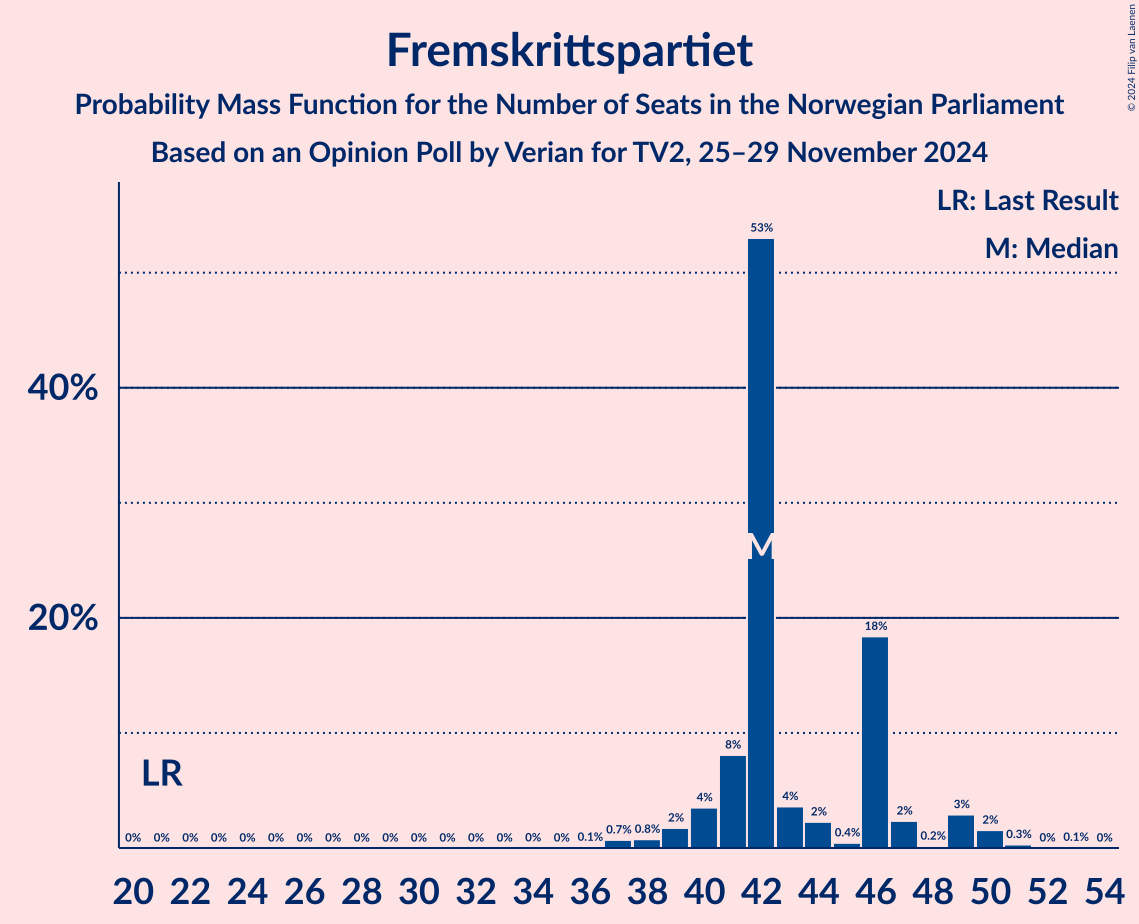 Fremskrittspartiet
Probability Mass Function for the Number of Seats in the Norwegian Parliament
Based on an Opinion Poll by Verian for TV2, 25–29 November 2024
© 2024 Filip van Laenen
LR: Last Result
M: Median
53%
40%
M
20%
18%
8%
LR
0% 0% 0% 0% 0% 0% 0% 0% 0% 0% 0% 0% 0% 0% 0% 0% 0.1% 0.7% 0.8% 2% 4% 4% 2% 0.4% 2% 0.2% 3% 2% 0.3% 0% 0.1% 0%
20 22 24 26 28 30 32 34 36 38 40 42 44 46 48 50 52 54